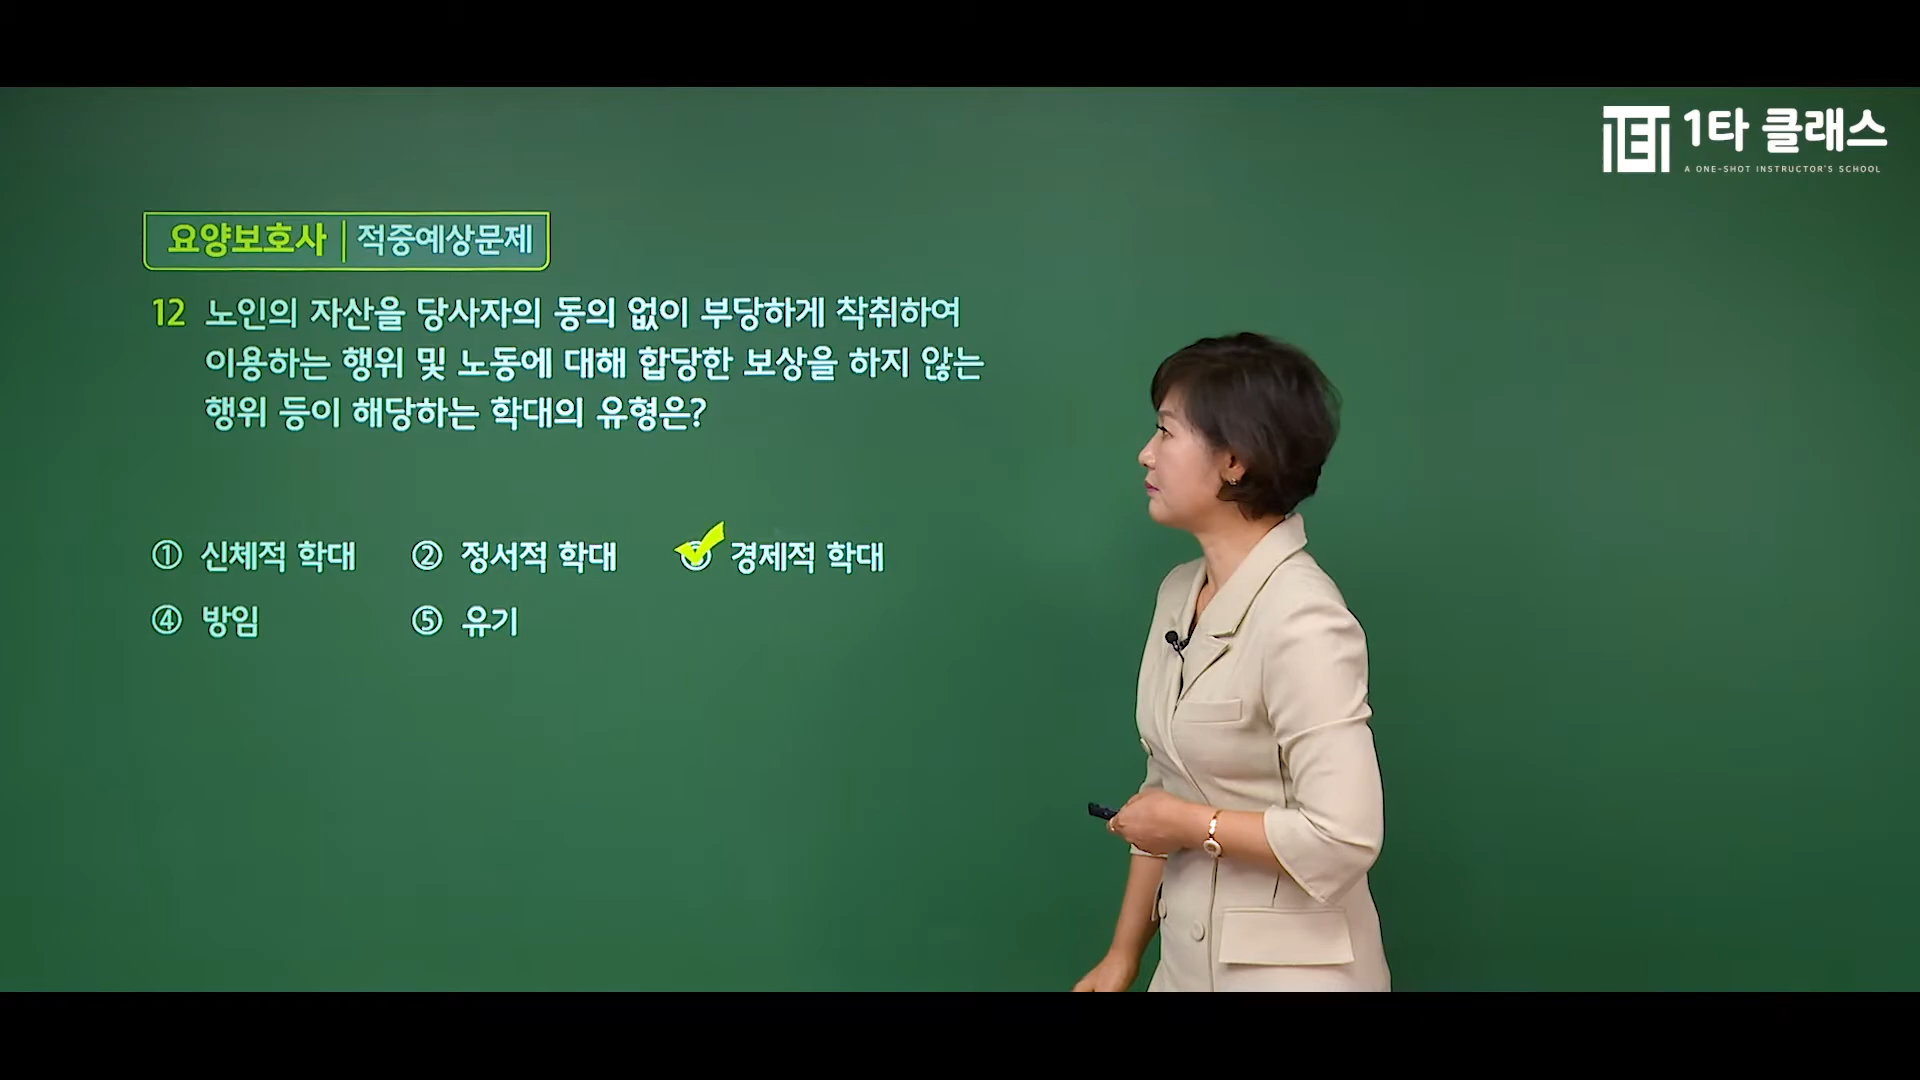 1타 클래스
A ONE-SHOT INSTRUCTOR'S SCHOOL
요양보호사 | 적중예상문제
12 노인의 자산을 당사자의 동의 없이 부당하게 착취하여
이용하는 행위 및 노동에 대해 합당한 보상을 하지 않는
행위 등이 해당하는 학대의 유형은?
① 신체적 학대 ② 정서적 학대 ③ 경제적 학대
④ 방임 ⑤ 유기